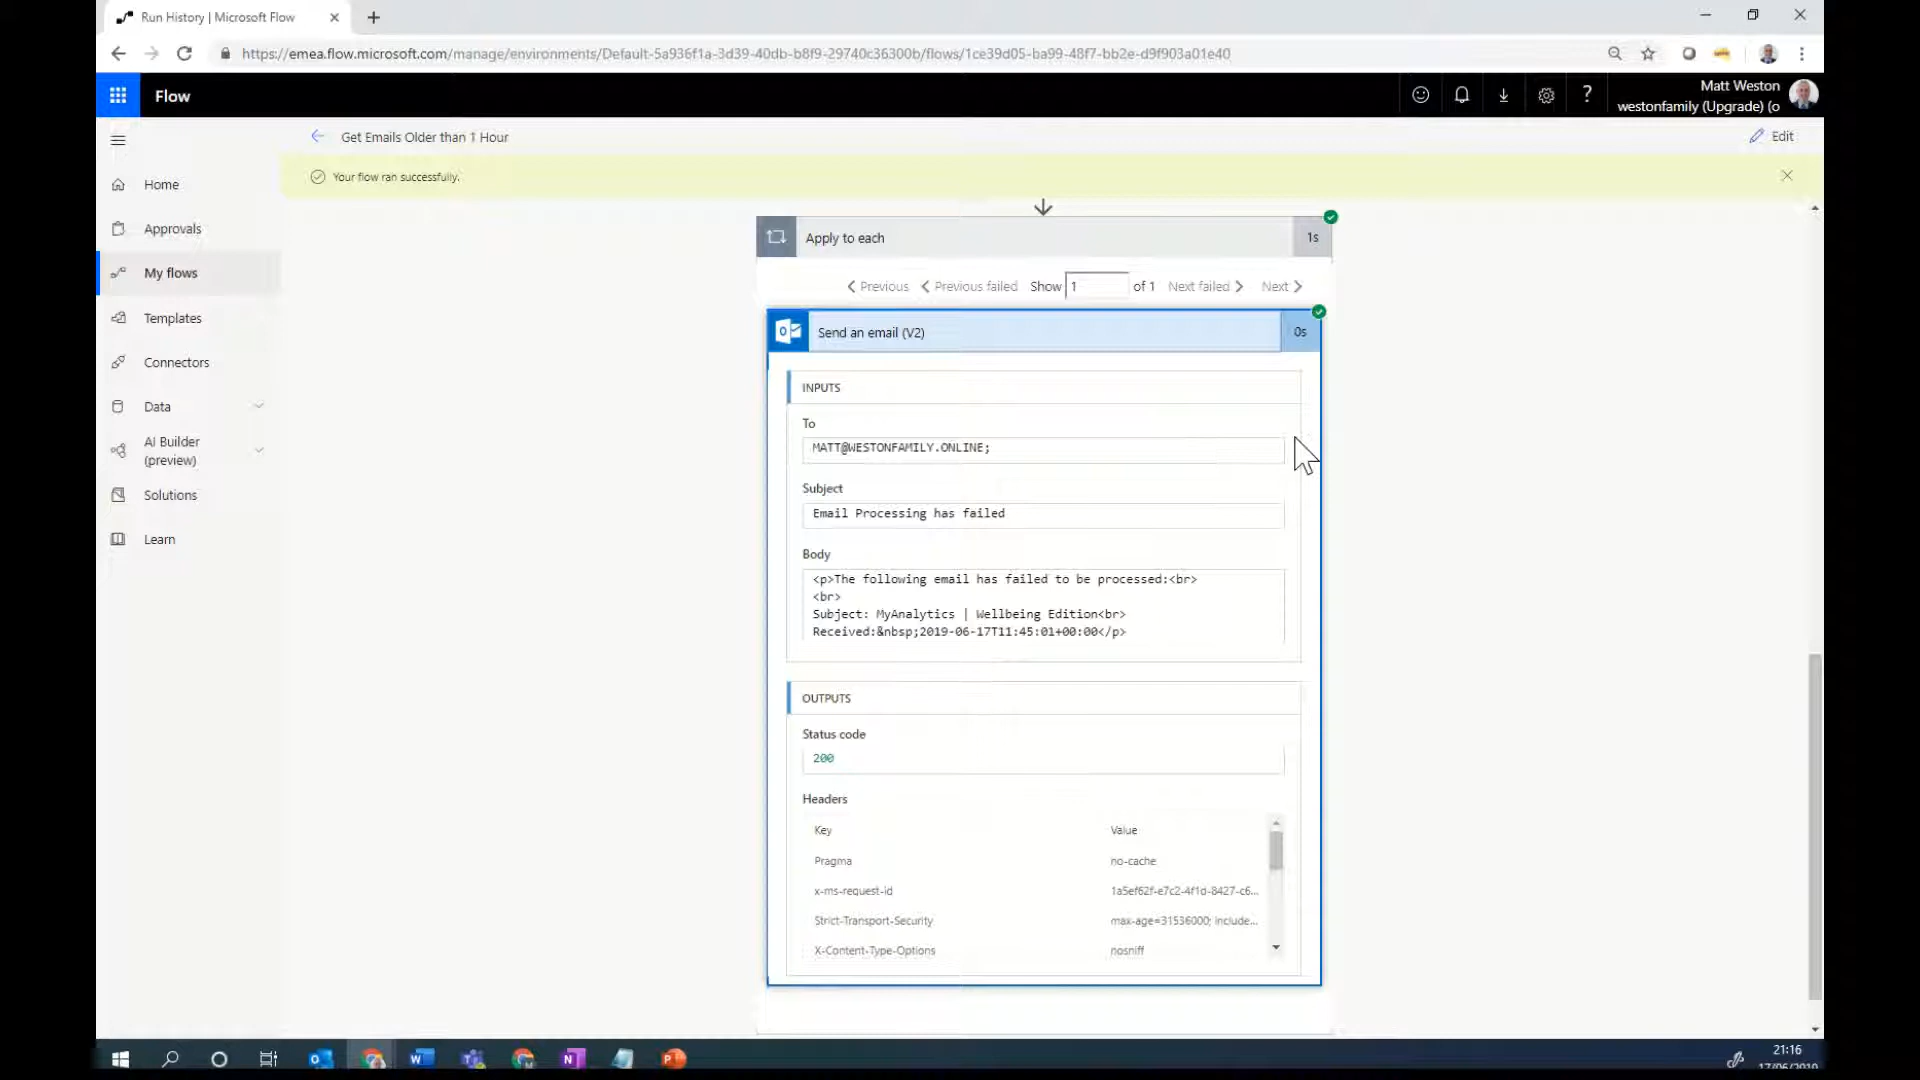 Run History | Microsoft Flow
https://emea.flow.microsoft.com/manage/environments/Default-5a936f1a-3d39-40db-b8f9-29740c36300b/flows/1ce39d05-ba99-48f7-bb2e-d9f903a01e40
Flow
Matt Weston
westonfamily (Upgrade) (o
Get Emails Older than 1 Hour
Edit
Your flow ran successfully.
Home
Approvals
My flows
Templates
Connectors
Data
AI Builder
(preview)
Solutions
Learn
Apply to each
1s
Previous Previous failed Show 1 of 1 Next failed Next
Send an email (V2)
0s
INPUTS
To
MATT@WESTONFAMILY.ONLINE;
Subject
Email Processing has failed
Body
<p>The following email has failed to be processed:<br>
<br>
Subject: MyAnalytics | Wellbeing Edition<br>
Received:&nbsp;2019-06-17T11:45:01+00:00</p>
OUTPUTS
Status code
200
Headers
Key Value
Pragma no-cache
x-ms-request-id 1a5ef62f-e7c2-4f1d-8427-c6...
Strict-Transport-Security max-age=31536000; include...
X-Content-Type-Options nosniff
21:16
17/06/2019